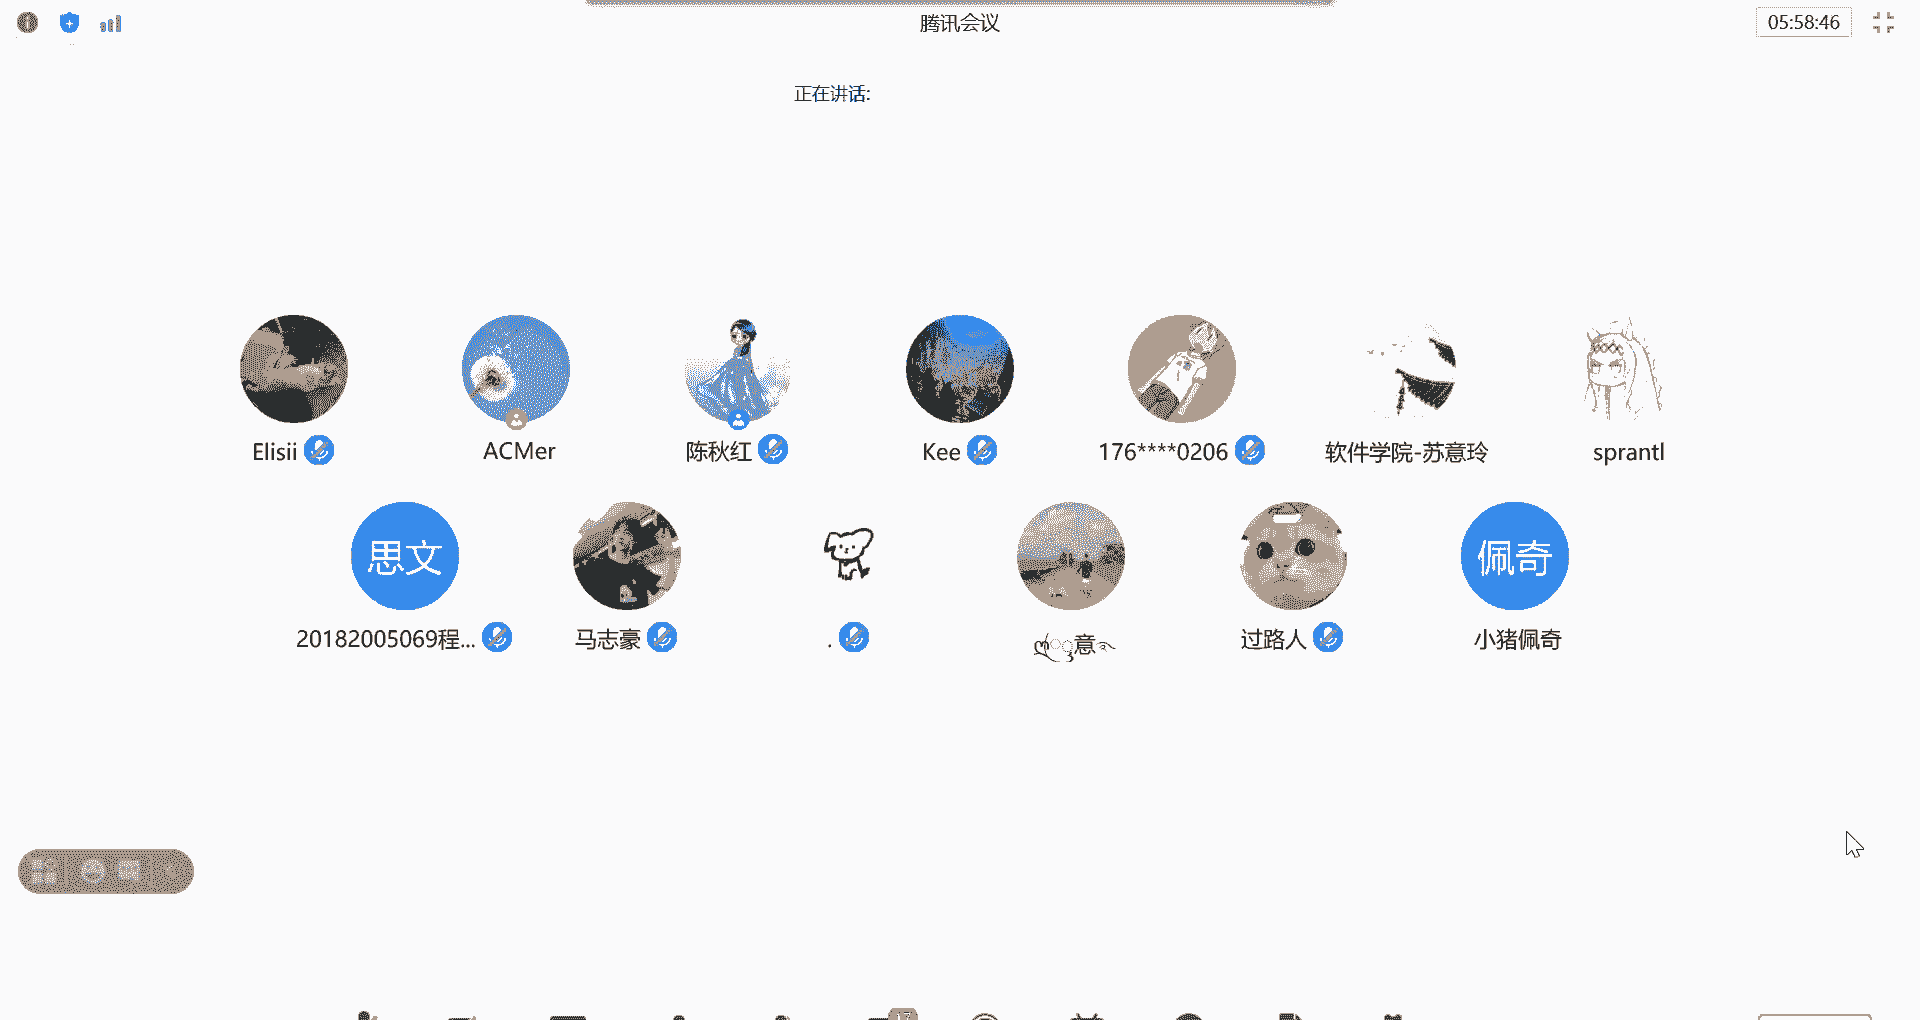 腾讯会议
05:58:46
正在讲话:
Elisii
ACMer
陈秋红
Kee
176****0206
软件学院-苏意玲
sprantl
思文
佩奇
20182005069程...
马志豪
.
意
过路人
小猪佩奇